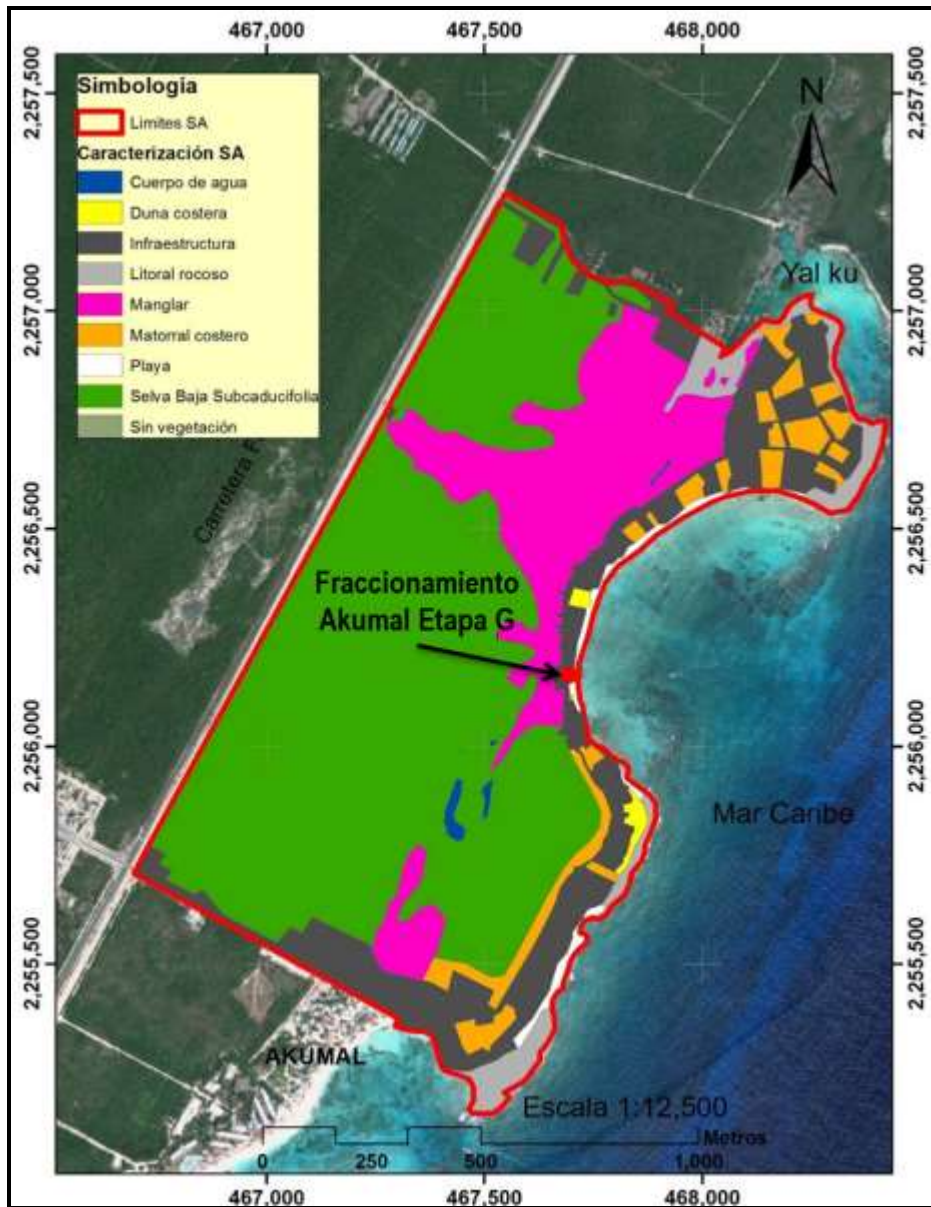 467,000 467,500 468,000
2,257,500 2,257,500
Simbología
Limites SA
Caracterización SA
Cuerpo de agua
Duna costera
Infraestructura
Litoral rocoso
Manglar
Matorral costero
Playa
Selva Baja Subcaducifolia
Sin vegetación
N
Yal ku
2,257,000 2,257,000
Carretera
2,256,500 2,256,500
Fraccionamiento
Akumal Etapa G
2,256,000 2,256,000
Mar Caribe
2,255,500 2,255,500
AKUMAL
Escala 1:12,500
Metros
0 250 500 1,000
467,000 467,500 468,000